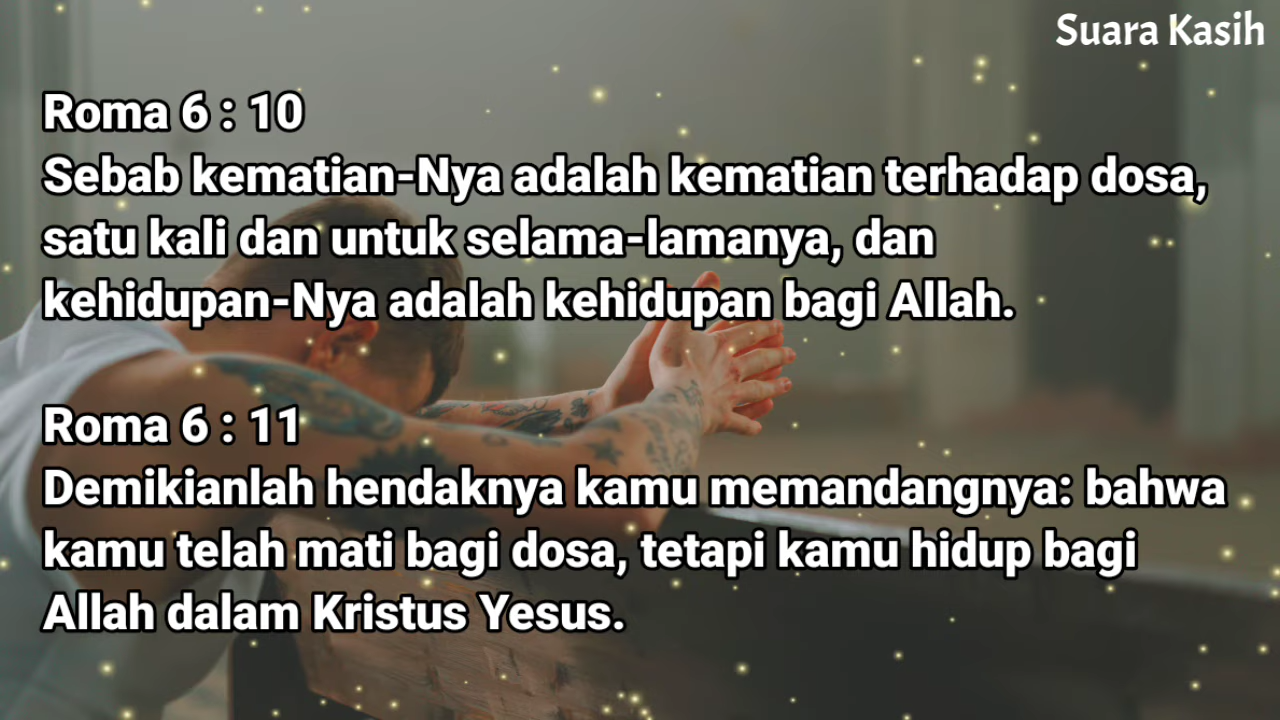 Suara Kasih
Roma 6 : 10
Sebab kematian-Nya adalah kematian terhadap dosa,
satu kali dan untuk selama-lamanya, dan
kehidupan-Nya adalah kehidupan bagi Allah.
Roma 6 : 11
Demikianlah hendaknya kamu memandangnya: bahwa
kamu telah mati bagi dosa, tetapi kamu hidup bagi
Allah dalam Kristus Yesus.